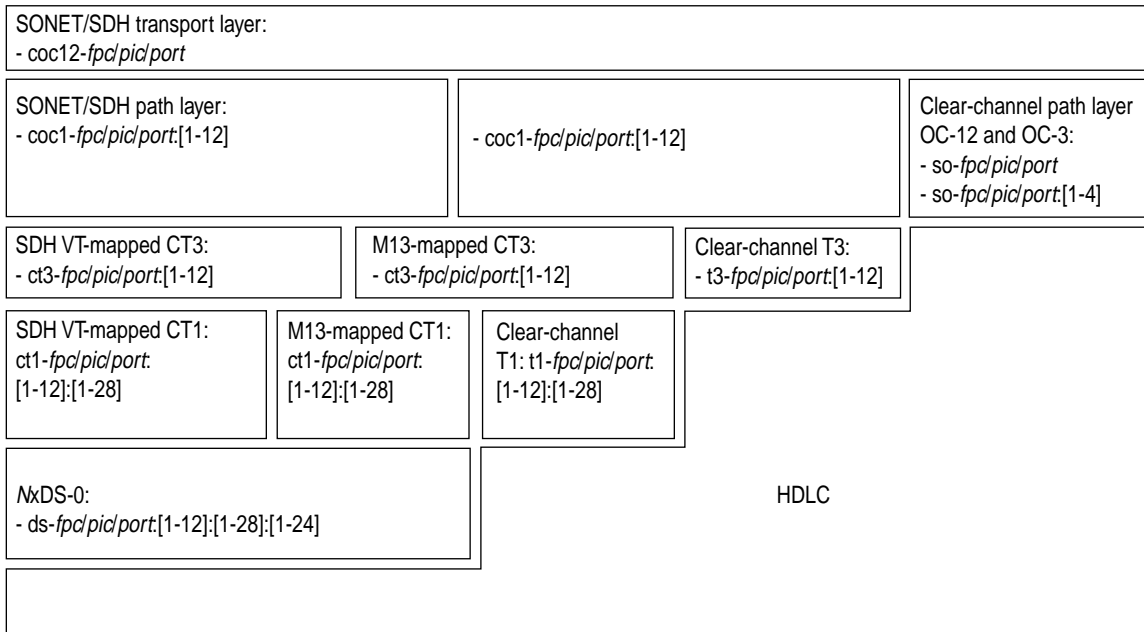 SONET/SDH transport layer:
- coc12-fpc/pic/port
SONET/SDH path layer:
- coc1-fpc/pic/port:[1-12]
- coc1-fpc/pic/port:[1-12]
Clear-channel path layer
OC-12 and OC-3:
- so-fpc/pic/port
- so-fpc/pic/port:[1-4]
SDH VT-mapped CT3:
- ct3-fpc/pic/port:[1-12]
M13-mapped CT3:
- ct3-fpc/pic/port:[1-12]
Clear-channel T3:
- t3-fpc/pic/port:[1-12]
SDH VT-mapped CT1:
ct1-fpc/pic/port:
[1-12]:[1-28]
M13-mapped CT1:
ct1-fpc/pic/port:
[1-12]:[1-28]
Clear-channel
T1: t1-fpc/pic/port:
[1-12]:[1-28]
NxDS-0:
- ds-fpc/pic/port:[1-12]:[1-28]:[1-24]
HDLC